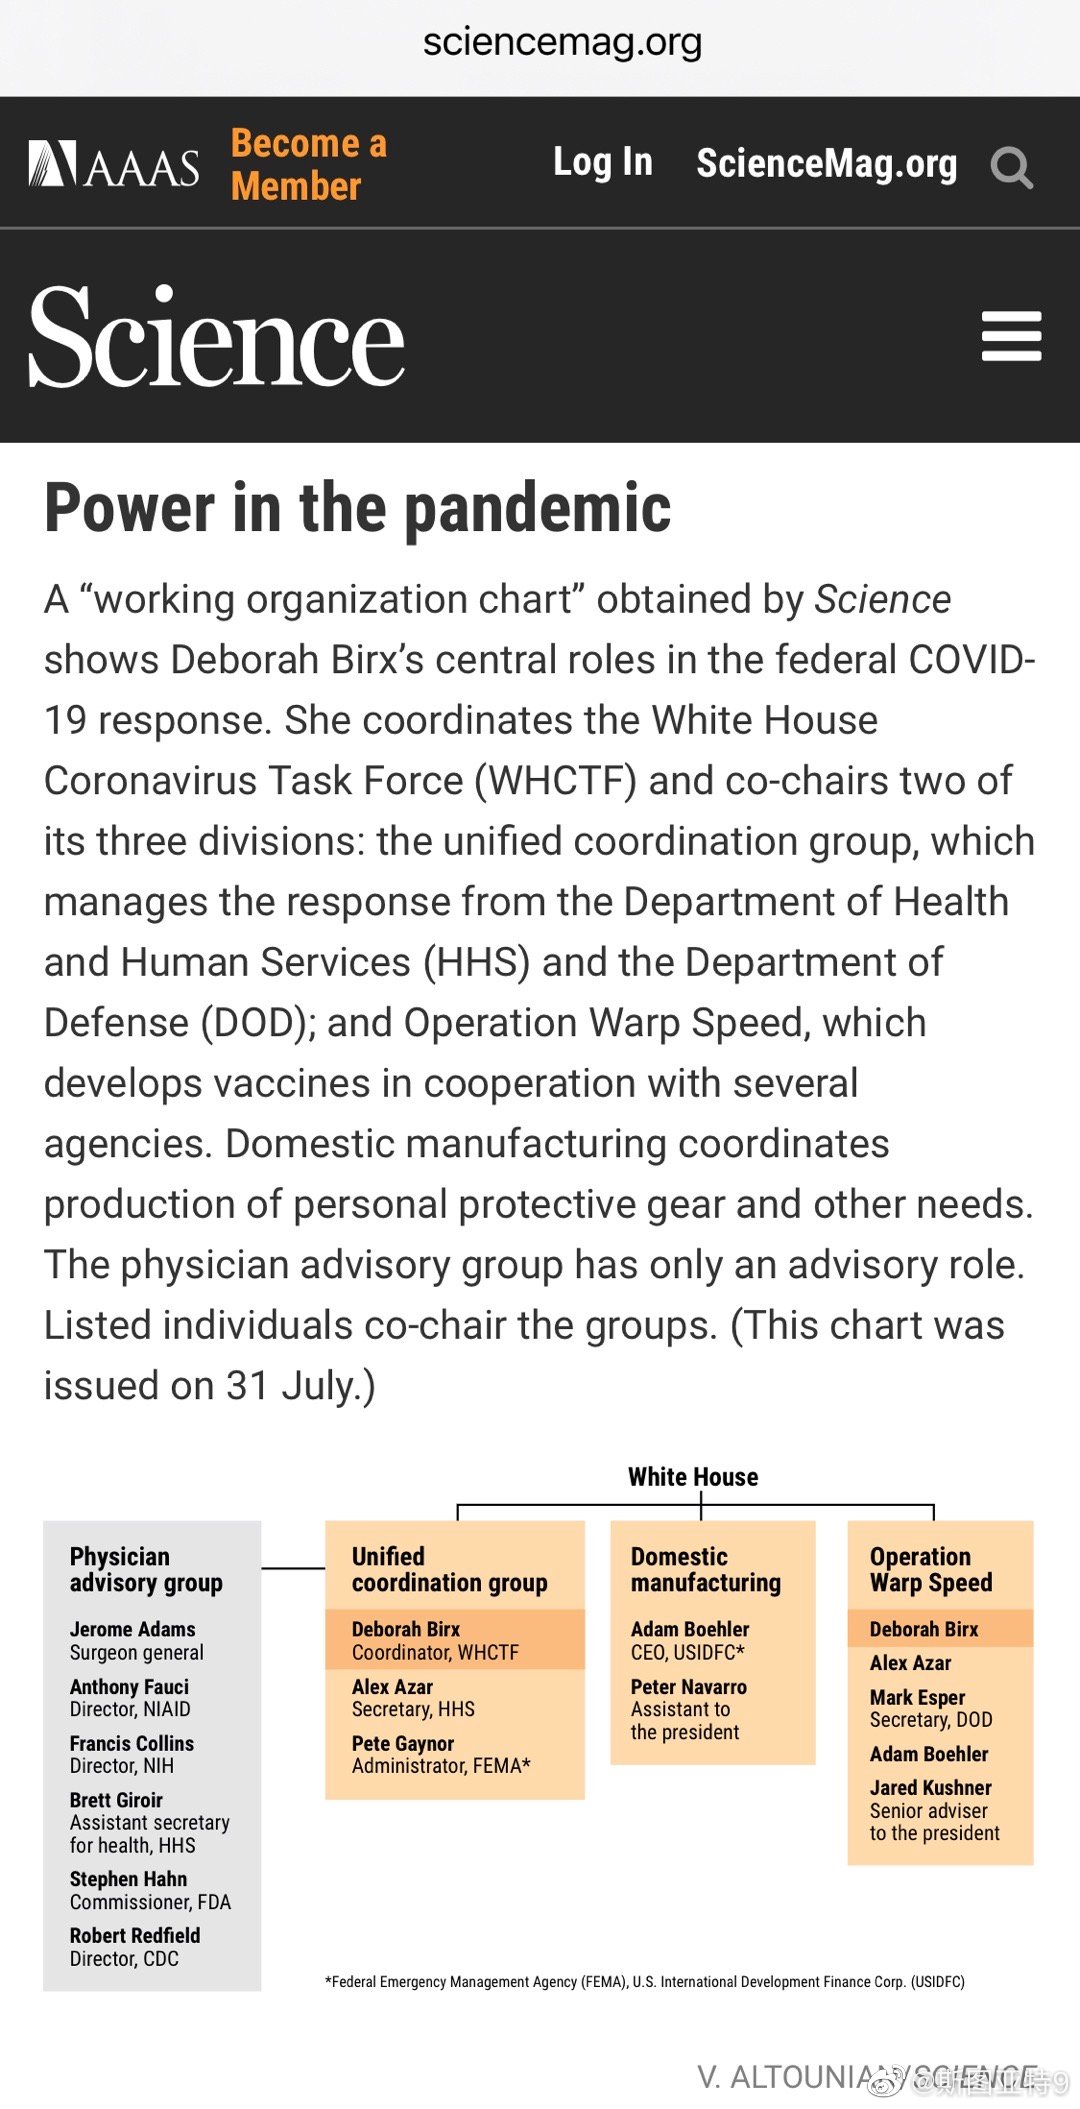 sciencemag.org
AAAS
Become a
Member
Log In
ScienceMag.org
Science
Power in the pandemic
A “working organization chart” obtained by Science
shows Deborah Birx’s central roles in the federal COVID-
19 response. She coordinates the White House
Coronavirus Task Force (WHCTF) and co-chairs two of
its three divisions: the unified coordination group, which
manages the response from the Department of Health
and Human Services (HHS) and the Department of
Defense (DOD); and Operation Warp Speed, which
develops vaccines in cooperation with several
agencies. Domestic manufacturing coordinates
production of personal protective gear and other needs.
The physician advisory group has only an advisory role.
Listed individuals co-chair the groups. (This chart was
issued on 31 July.)
White House
Physician
advisory group
Jerome Adams
Surgeon general
Anthony Fauci
Director, NIAID
Francis Collins
Director, NIH
Brett Giroir
Assistant secretary
for health, HHS
Stephen Hahn
Commissioner, FDA
Robert Redfield
Director, CDC
Unified
coordination group
Deborah Birx
Coordinator, WHCTF
Alex Azar
Secretary, HHS
Pete Gaynor
Administrator, FEMA*
Domestic
manufacturing
Adam Boehler
CEO, USIDFC*
Peter Navarro
Assistant to
the president
Operation
Warp Speed
Deborah Birx
Alex Azar
Mark Esper
Secretary, DOD
Adam Boehler
Jared Kushner
Senior adviser
to the president
*Federal Emergency Management Agency (FEMA), U.S. International Development Finance Corp. (USIDFC)
V. ALTOUNIAN/SCIENCE
@斯图亚特9